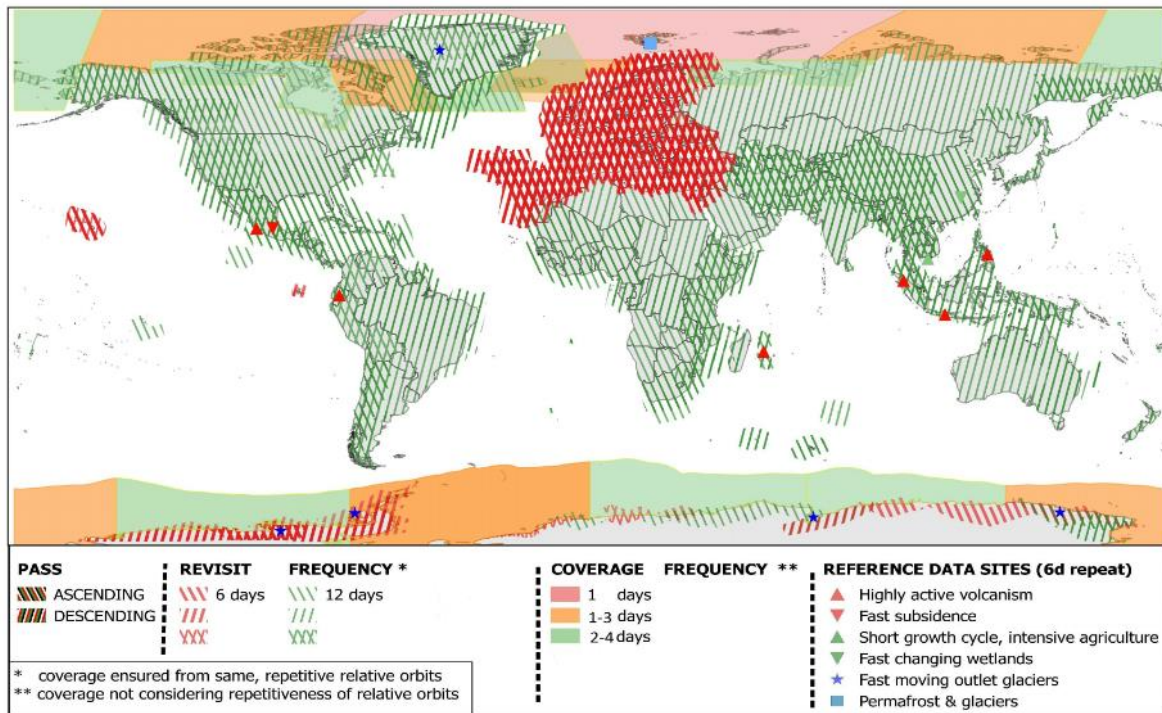 PASS
ASCENDING
DESCENDING
REVISIT FREQUENCY *
6 days 12 days
COVERAGE FREQUENCY **
1 days
1-3 days
2-4 days
REFERENCE DATA SITES (6d repeat)
Highly active volcanism
Fast subsidence
Short growth cycle, intensive agriculture
Fast changing wetlands
Fast moving outlet glaciers
Permafrost & glaciers
* coverage ensured from same, repetitive relative orbits
** coverage not considering repetitiveness of relative orbits